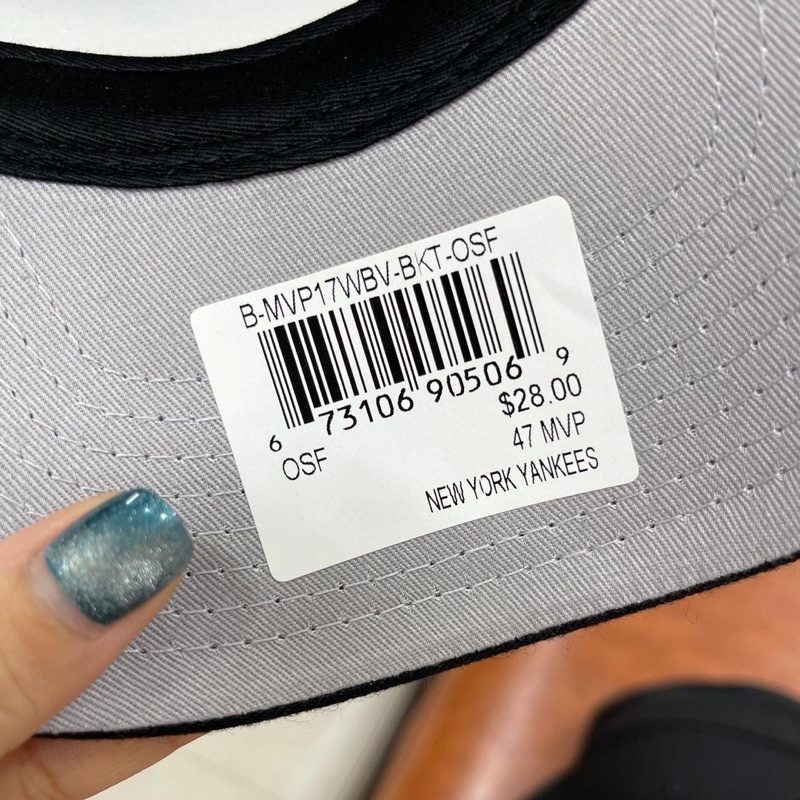 B-MVP17WBV-BKT-OSF
6 73106 90506 9
$28.00
OSF
47 MVP
NEW YORK YANKEES